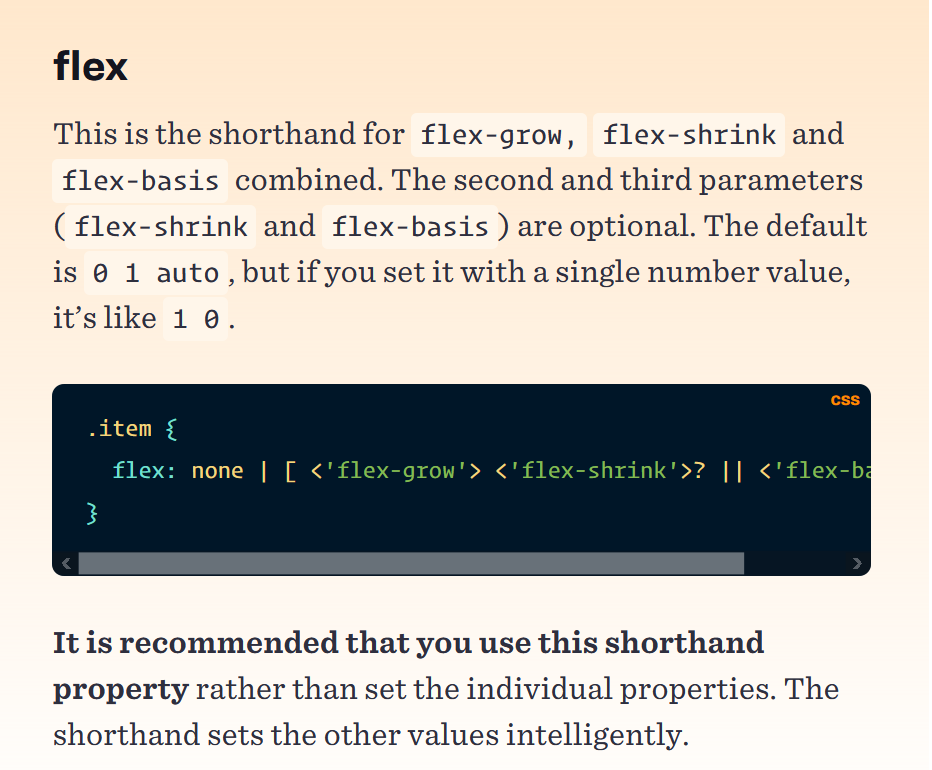 flex
This is the shorthand for flex-grow, flex-shrink and
flex-basis combined. The second and third parameters
(flex-shrink and flex-basis) are optional. The default
is 0 1 auto, but if you set it with a single number value,
it’s like 1 0.
CSS
.item {
flex: none | [ <'flex-grow'> <'flex-shrink'>? || <'flex-ba
}
It is recommended that you use this shorthand
property rather than set the individual properties. The
shorthand sets the other values intelligently.